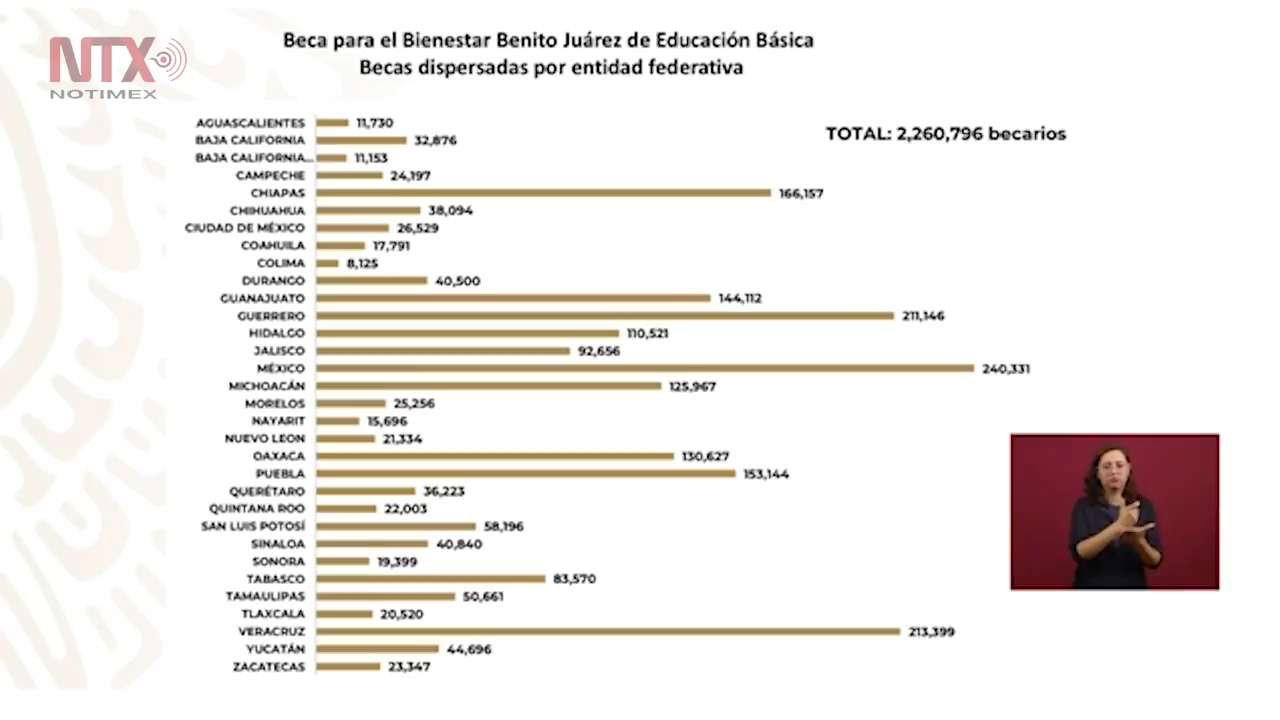 NTX
NOTIMEX
Beca para el Bienestar Benito Juárez de Educación Básica
Becas dispersadas por entidad federativa
TOTAL: 2,260,796 becarios
AGUASCALIENTES 11,730
BAJA CALIFORNIA 32,876
BAJA CALIFORNIA... 11,153
CAMPECHE 24,197
CHIAPAS 166,157
CHIHUAHUA 38,094
CIUDAD DE MÉXICO 26,529
COAHUILA 17,791
COLIMA 8,125
DURANGO 40,500
GUANAJUATO 144,112
GUERRERO 211,146
HIDALGO 110,521
JALISCO 92,656
MÉXICO 240,331
MICHOACÁN 125,967
MORELOS 25,256
NAYARIT 15,696
NUEVO LEON 21,334
OAXACA 130,627
PUEBLA 153,144
QUERÉTARO 36,223
QUINTANA ROO 22,003
SAN LUIS POTOSÍ 58,196
SINALOA 40,840
SONORA 19,399
TABASCO 83,570
TAMAULIPAS 50,661
TLAXCALA 20,520
VERACRUZ 213,399
YUCATÁN 44,696
ZACATECAS 23,347